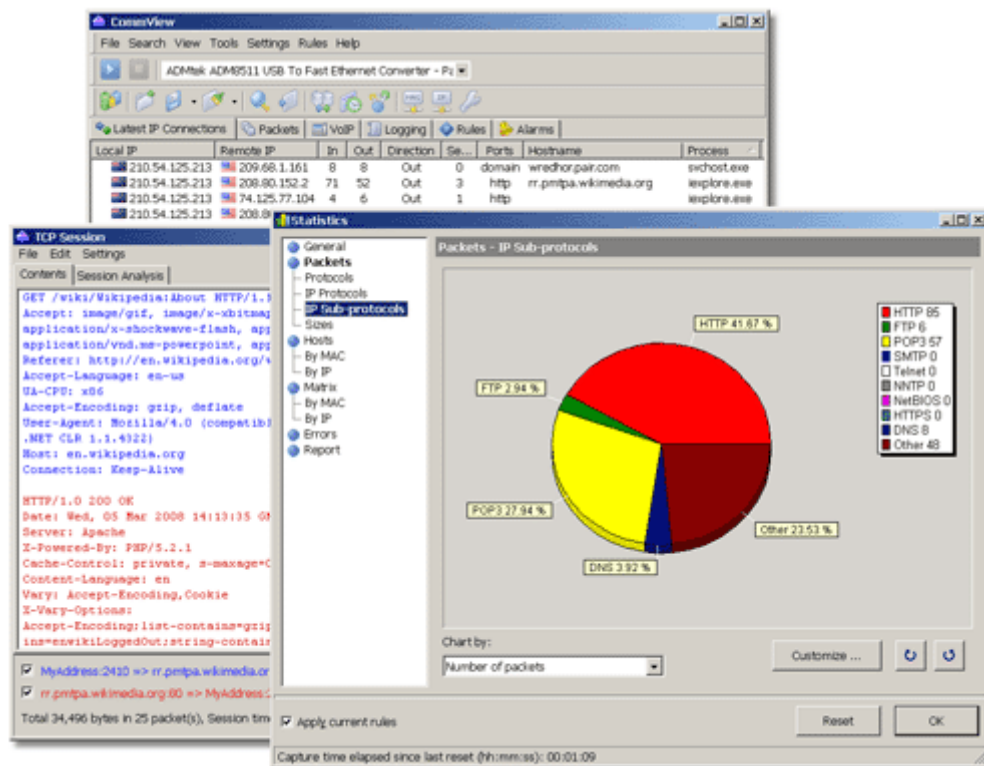 CommView
File Search View Tools Settings Rules Help
ADMtek ADM8511 USB To Fast Ethernet Converter - Pa
Latest IP Connections Packets VoIP Logging Rules Alarms
Local IP Remote IP In Out Direction Se... Ports Hostname Process
210.54.125.213 209.68.1.161 8 8 Out 0 domain wredhor.pair.com svchost.exe
210.54.125.213 208.80.152.2 71 52 Out 3 http rr.pmtpa.wikimedia.org iexplore.exe
210.54.125.213 74.125.77.104 4 6 Out 1 http iexplore.exe
210.54.125.213 208.8
TCP Session
File Edit Settings
Contents Session Analysis
GET /wiki/Wikipedia:About HTTP/1.
Accept: image/gif, image/x-xbitmap
application/x-shockwave-flash, app
application/vnd.ms-powerpoint, app
Referer: http://en.wikipedia.org/w
Accept-Language: en-us
UA-CPU: x86
Accept-Encoding: gzip, deflate
User-Agent: Mozilla/4.0 (compatibl
.NET CLR 1.1.4322)
Host: en.wikipedia.org
Connection: Keep-Alive
HTTP/1.0 200 OK
Date: Wed, 05 Mar 2008 14:13:35 GM
Server: Apache
X-Powered-By: PHP/5.2.1
Cache-Control: private, s-maxage=0
Content-Language: en
Vary: Accept-Encoding,Cookie
X-Vary-Options:
Accept-Encoding;list-contains=gzip
ins=enwikiLoggedOut;string-contain
MyAddress:2410 => rr.pmtpa.wikimedia.or
rr.pmtpa.wikimedia.org:80 => MyAddress:
Total 34,496 bytes in 25 packet(s), Session tim
Statistics
General
Packets
Protocols
IP Protocols
IP Sub-protocols
Sizes
Hosts
By MAC
By IP
Matrix
By MAC
By IP
Errors
Report
Packets - IP Sub-protocols
HTTP 41.67 %
FTP 2.94 %
POP3 27.94 %
DNS 3.92 %
Other 23.53 %
HTTP 85
FTP 6
POP3 57
SMTP 0
Telnet 0
NNTP 0
NetBIOS 0
HTTPS 0
DNS 8
Other 48
Chart by:
Number of packets
Customize ...
Apply current rules
Reset
OK
Capture time elapsed since last reset (hh:mm:ss): 00:01:09